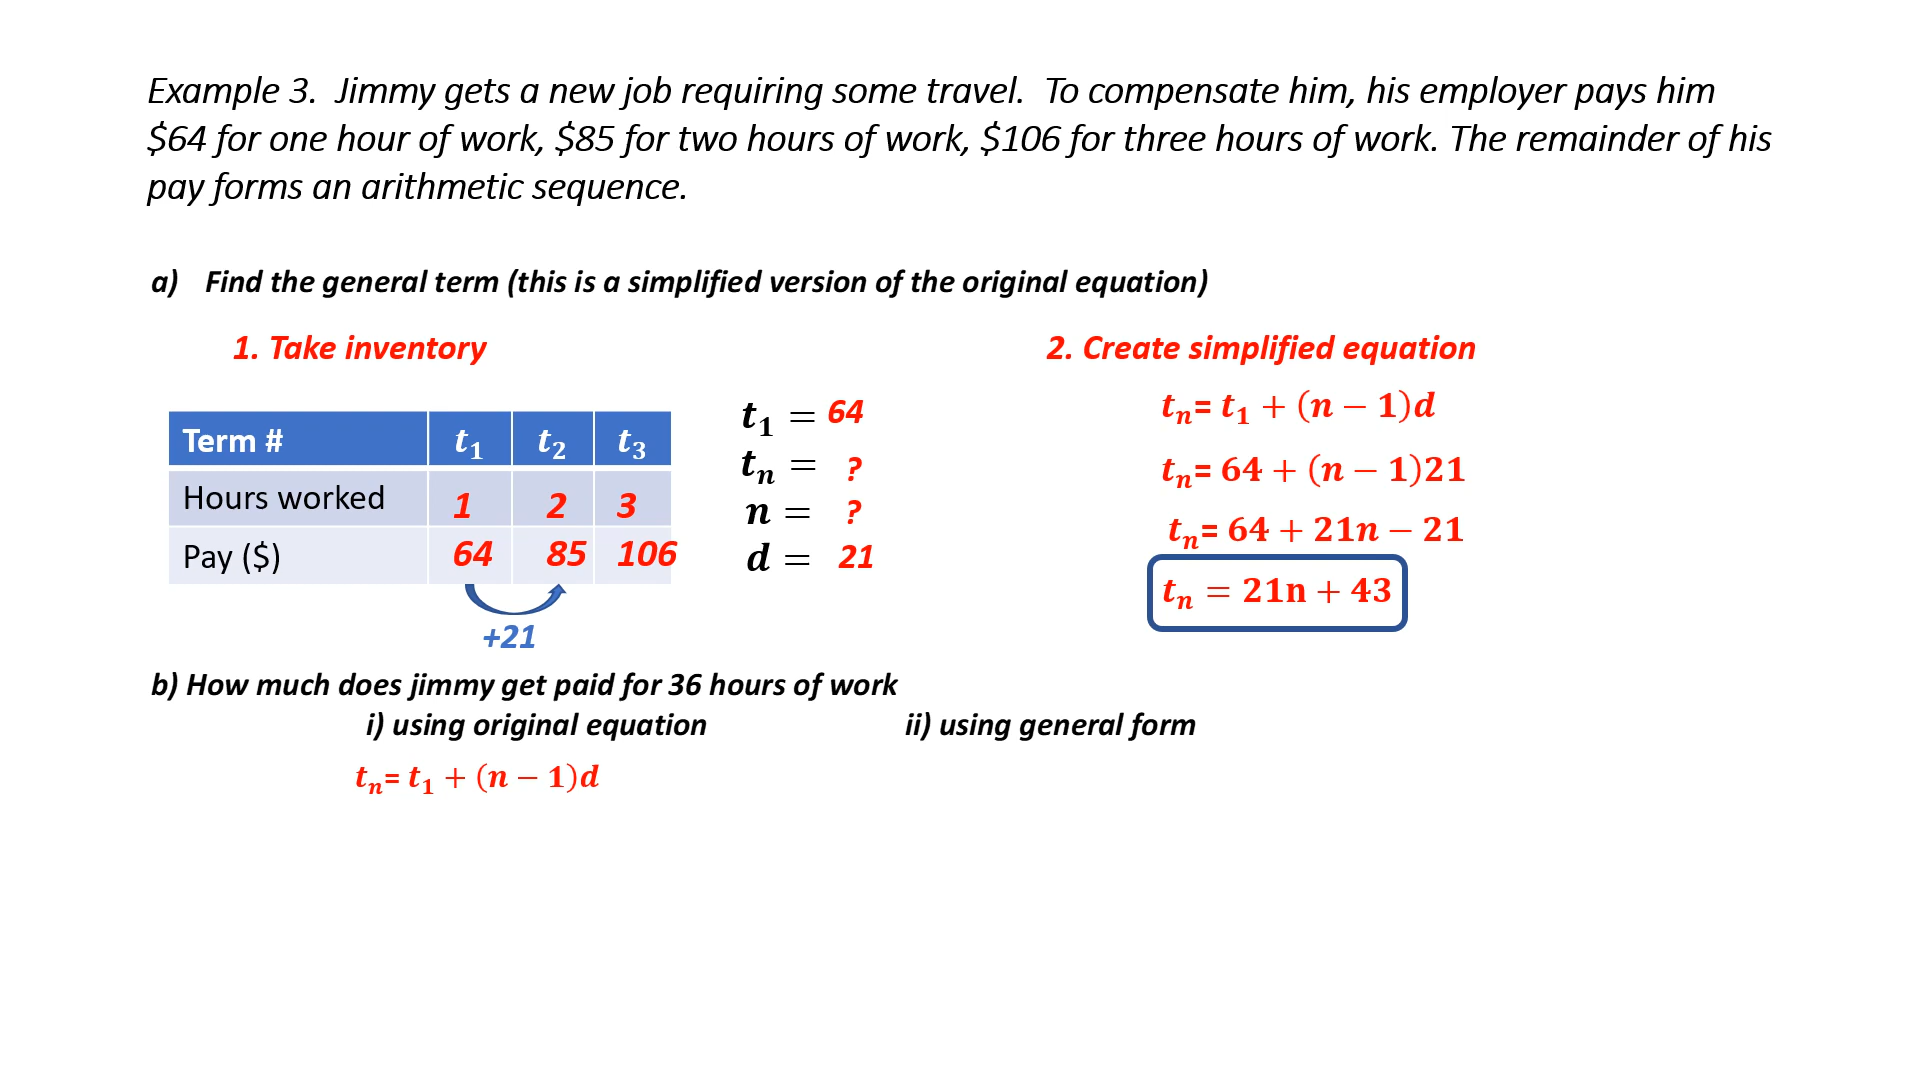 Example 3. Jimmy gets a new job requiring some travel. To compensate him, his employer pays him
$64 for one hour of work, $85 for two hours of work, $106 for three hours of work. The remainder of his
pay forms an arithmetic sequence.
a) Find the general term (this is a simplified version of the original equation)
1. Take inventory
Term # t₁ t₂ t₃
Hours worked 1 2 3
Pay ($) 64 85 106
+21
t₁ = 64
tₙ = ?
n = ?
d = 21
2. Create simplified equation
tₙ= t₁ + (n − 1)d
tₙ= 64 + (n − 1)21
tₙ= 64 + 21n − 21
tₙ = 21n + 43
b) How much does jimmy get paid for 36 hours of work
i) using original equation
tₙ= t₁ + (n − 1)d
ii) using general form